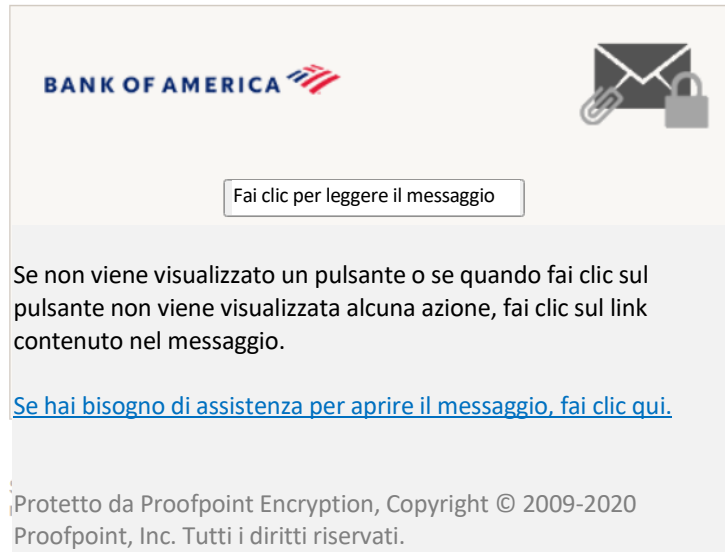 BANK OF AMERICA
Fai clic per leggere il messaggio
Se non viene visualizzato un pulsante o se quando fai clic sul
pulsante non viene visualizzata alcuna azione, fai clic sul link
contenuto nel messaggio.
Se hai bisogno di assistenza per aprire il messaggio, fai clic qui.
Protetto da Proofpoint Encryption, Copyright © 2009-2020
Proofpoint, Inc. Tutti i diritti riservati.